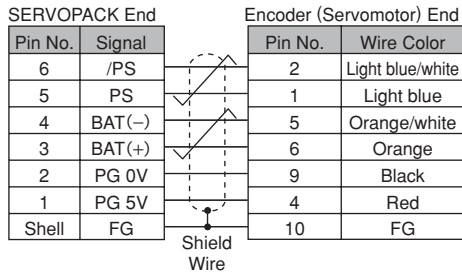 SERVOPACK End Encoder (Servomotor) End
Pin No. Signal Pin No. Wire Color
6 /PS 2 Light blue/white
5 PS 1 Light blue
4 BAT(−) 5 Orange/white
3 BAT(+) 6 Orange
2 PG 0V 9 Black
1 PG 5V 4 Red
Shell FG 10 FG
Shield
Wire